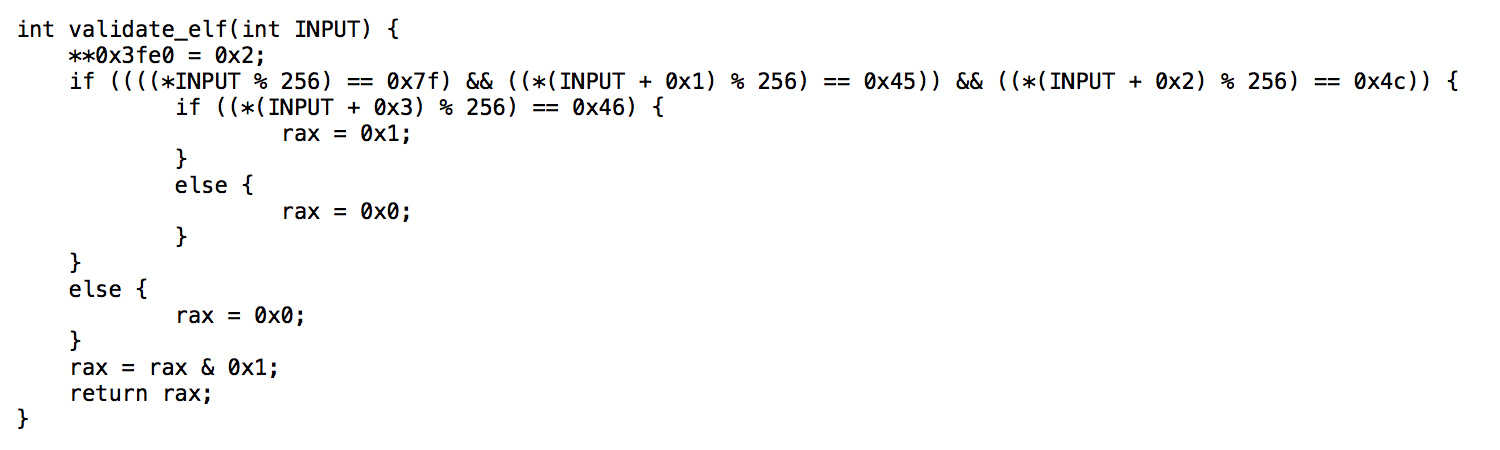 int validate_elf(int INPUT) {
    **0x3fe0 = 0x2;
    if ((((*INPUT % 256) == 0x7f) && ((*(INPUT + 0x1) % 256) == 0x45)) && ((*(INPUT + 0x2) % 256) == 0x4c)) {
            if ((*(INPUT + 0x3) % 256) == 0x46) {
                    rax = 0x1;
            }
            else {
                    rax = 0x0;
            }
    }
    else {
            rax = 0x0;
    }
    rax = rax & 0x1;
    return rax;
}